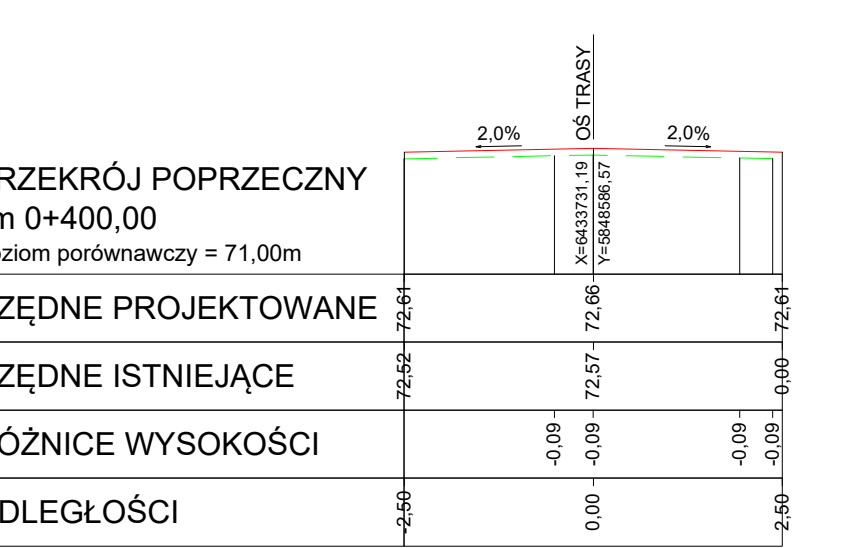 OŚ TRASY
2,0% 2,0%
RZEKRÓJ POPRZECZNY
m 0+400,00
oziom porównawczy = 71,00m
X=6433731,19
Y=5848586,57
ZĘDNE PROJEKTOWANE 72,61 72,66 72,61
ZĘDNE ISTNIEJĄCE 72,52 72,57 0,00
ÓŻNICE WYSOKOŚCI -0,09 -0,09 -0,09 -0,09
DLEGŁOŚCI -2,50 0,00 2,50